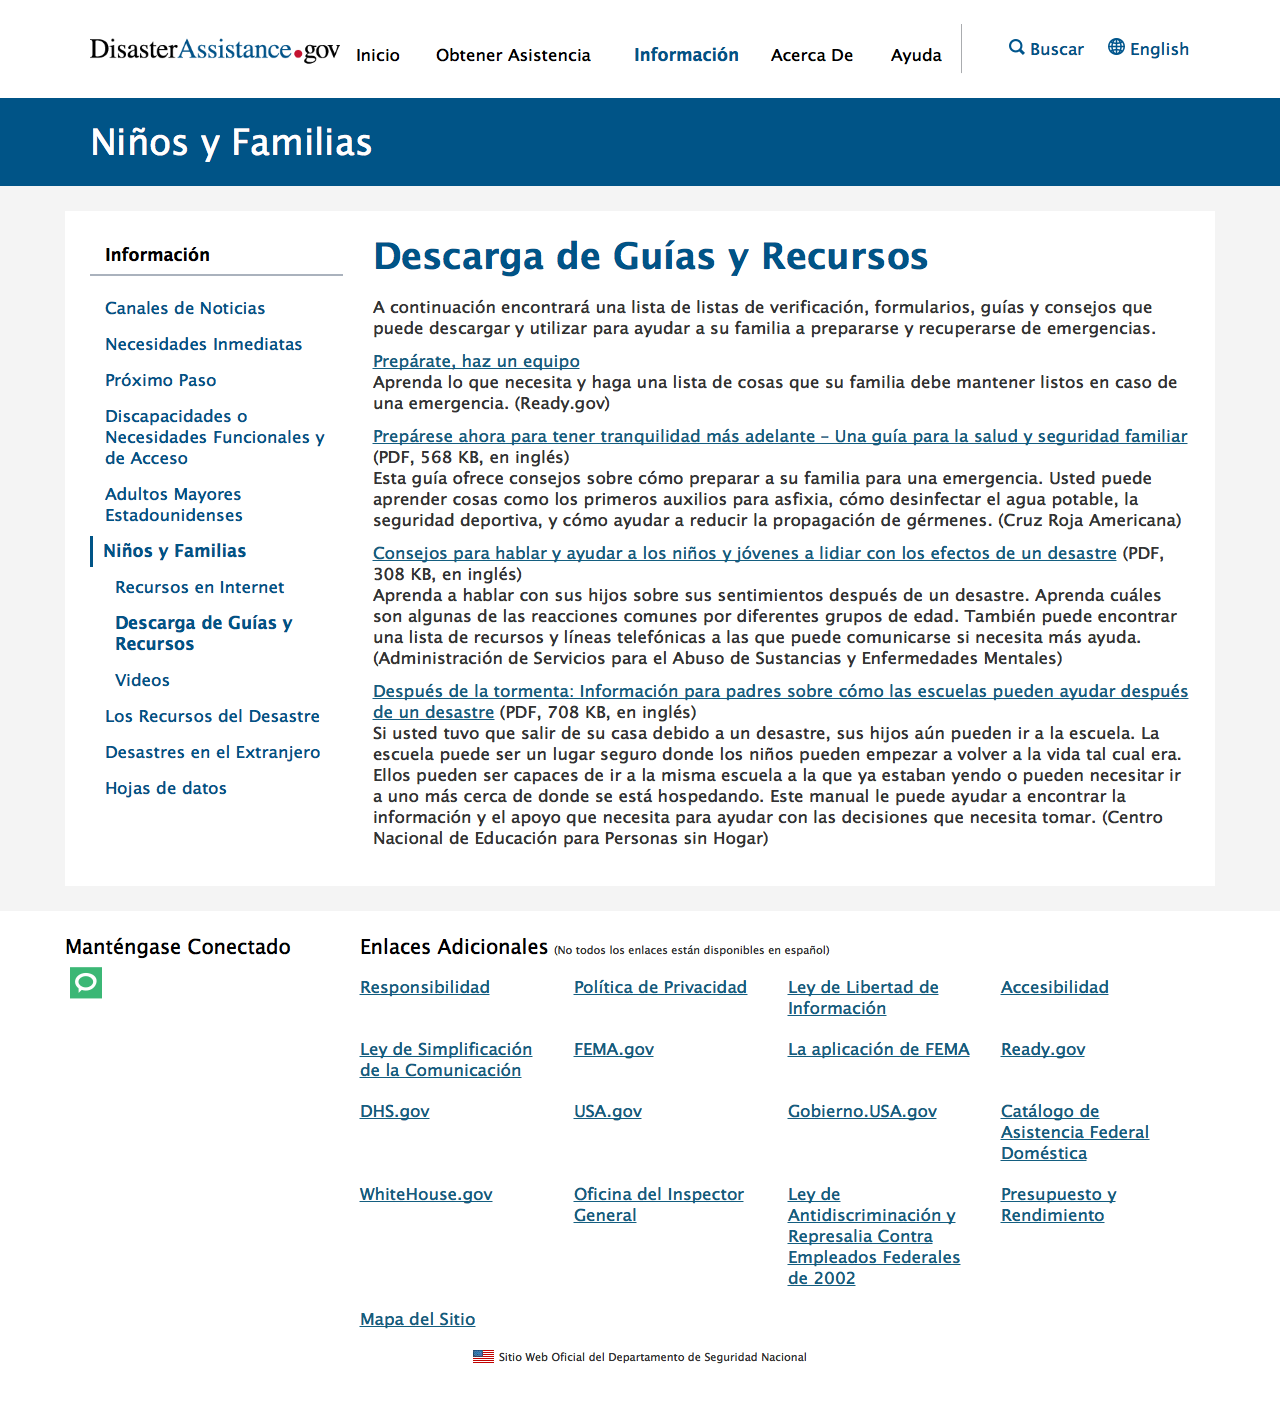 DisasterAssistance.gov
Inicio
Obtener Asistencia
Información
Acerca De
Ayuda
Buscar
English
Niños y Familias
Información
Canales de Noticias
Necesidades Inmediatas
Próximo Paso
Discapacidades o
Necesidades Funcionales y
de Acceso
Adultos Mayores
Estadounidenses
Niños y Familias
Recursos en Internet
Descarga de Guías y
Recursos
Videos
Los Recursos del Desastre
Desastres en el Extranjero
Hojas de datos
Descarga de Guías y Recursos
A continuación encontrará una lista de listas de verificación, formularios, guías y consejos que
puede descargar y utilizar para ayudar a su familia a prepararse y recuperarse de emergencias.
Prepárate, haz un equipo
Aprenda lo que necesita y haga una lista de cosas que su familia debe mantener listos en caso de
una emergencia. (Ready.gov)
Prepárese ahora para tener tranquilidad más adelante – Una guía para la salud y seguridad familiar
(PDF, 568 KB, en inglés)
Esta guía ofrece consejos sobre cómo preparar a su familia para una emergencia. Usted puede
aprender cosas como los primeros auxilios para asfixia, cómo desinfectar el agua potable, la
seguridad deportiva, y cómo ayudar a reducir la propagación de gérmenes. (Cruz Roja Americana)
Consejos para hablar y ayudar a los niños y jóvenes a lidiar con los efectos de un desastre (PDF,
308 KB, en inglés)
Aprenda a hablar con sus hijos sobre sus sentimientos después de un desastre. Aprenda cuáles
son algunas de las reacciones comunes por diferentes grupos de edad. También puede encontrar
una lista de recursos y líneas telefónicas a las que puede comunicarse si necesita más ayuda.
(Administración de Servicios para el Abuso de Sustancias y Enfermedades Mentales)
Después de la tormenta: Información para padres sobre cómo las escuelas pueden ayudar después
de un desastre (PDF, 708 KB, en inglés)
Si usted tuvo que salir de su casa debido a un desastre, sus hijos aún pueden ir a la escuela. La
escuela puede ser un lugar seguro donde los niños pueden empezar a volver a la vida tal cual era.
Ellos pueden ser capaces de ir a la misma escuela a la que ya estaban yendo o pueden necesitar ir
a uno más cerca de donde se está hospedando. Este manual le puede ayudar a encontrar la
información y el apoyo que necesita para ayudar con las decisiones que necesita tomar. (Centro
Nacional de Educación para Personas sin Hogar)
Manténgase Conectado
Enlaces Adicionales (No todos los enlaces están disponibles en español)
Responsibilidad
Política de Privacidad
Ley de Libertad de
Información
Accesibilidad
Ley de Simplificación
de la Comunicación
FEMA.gov
La aplicación de FEMA
Ready.gov
DHS.gov
USA.gov
Gobierno.USA.gov
Catálogo de
Asistencia Federal
Doméstica
WhiteHouse.gov
Oficina del Inspector
General
Ley de
Antidiscriminación y
Represalia Contra
Empleados Federales
de 2002
Presupuesto y
Rendimiento
Mapa del Sitio
Sitio Web Oficial del Departamento de Seguridad Nacional